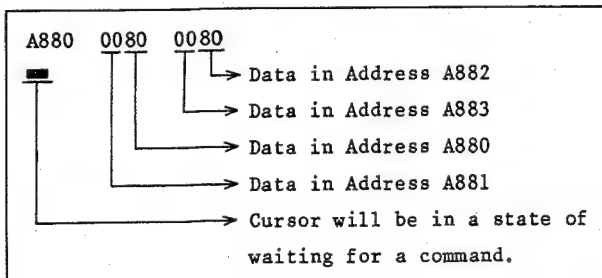 A880 0080 0080
Data in Address A882
Data in Address A883
Data in Address A880
Data in Address A881
Cursor will be in a state of
waiting for a command.